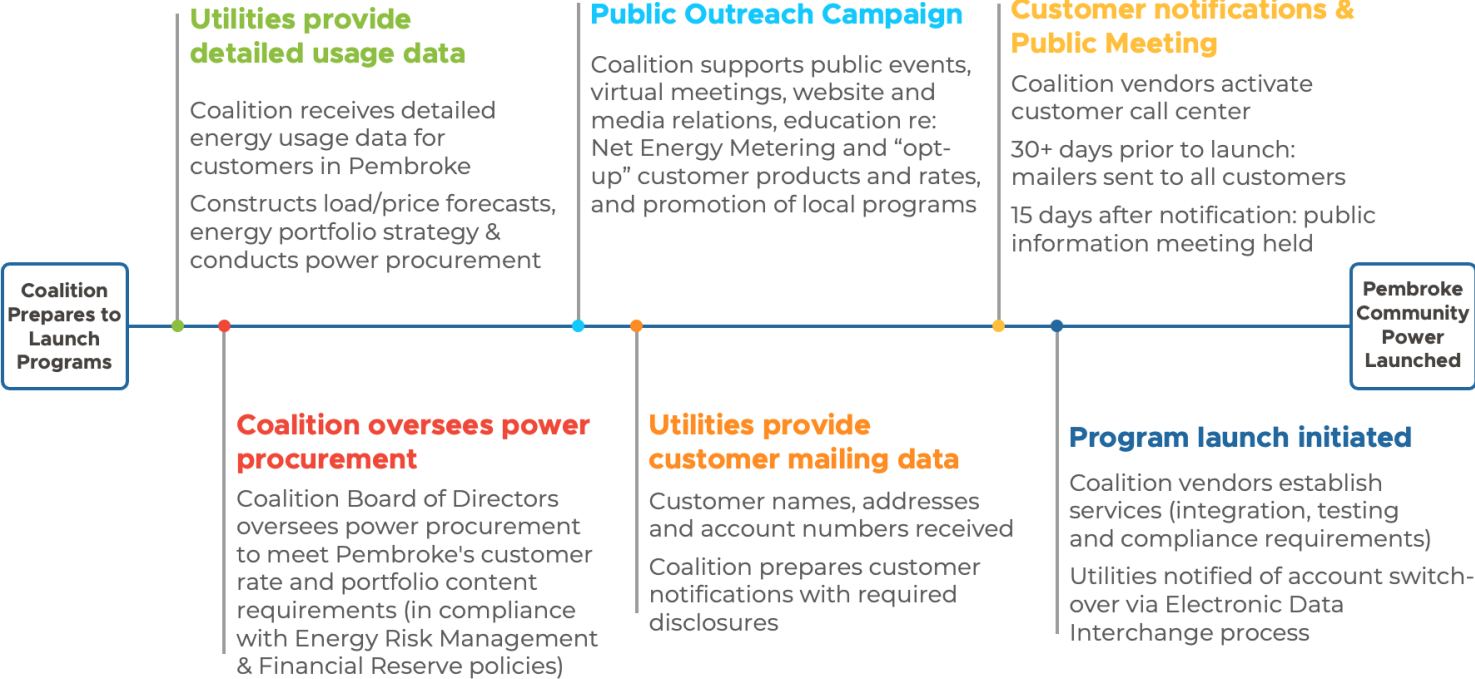 Utilities provide
detailed usage data
Coalition receives detailed
energy usage data for
customers in Pembroke
Constructs load/price forecasts,
energy portfolio strategy &
conducts power procurement
Public Outreach Campaign
Coalition supports public events,
virtual meetings, website and
media relations, education re:
Net Energy Metering and “opt-
up” customer products and rates,
and promotion of local programs
Customer notifications &
Public Meeting
Coalition vendors activate
customer call center
30+ days prior to launch:
mailers sent to all customers
15 days after notification: public
information meeting held
Coalition
Prepares to
Launch
Programs
Pembroke
Community
Power
Launched
Coalition oversees power
procurement
Coalition Board of Directors
oversees power procurement
to meet Pembroke's customer
rate and portfolio content
requirements (in compliance
with Energy Risk Management
& Financial Reserve policies)
Utilities provide
customer mailing data
Customer names, addresses
and account numbers received
Coalition prepares customer
notifications with required
disclosures
Program launch initiated
Coalition vendors establish
services (integration, testing
and compliance requirements)
Utilities notified of account switch-
over via Electronic Data
Interchange process